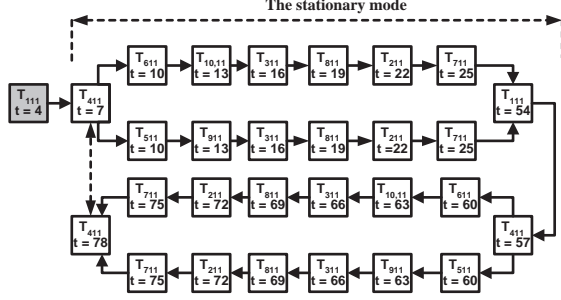 The stationary mode
T611 t = 10
T10,11 t = 13
T311 t = 16
T811 t = 19
T211 t = 22
T711 t = 25
T111 t = 4
T411 t = 7
T111 t = 54
T511 t = 10
T911 t = 13
T311 t = 16
T811 t = 19
T211 t =22
T711 t = 25
T711 t = 75
T211 t = 72
T811 t = 69
T311 t = 66
T10,11 t = 63
T611 t = 60
T411 t = 78
T411 t = 57
T711 t = 75
T211 t = 72
T811 t = 69
T311 t = 66
T911 t = 63
T511 t = 60